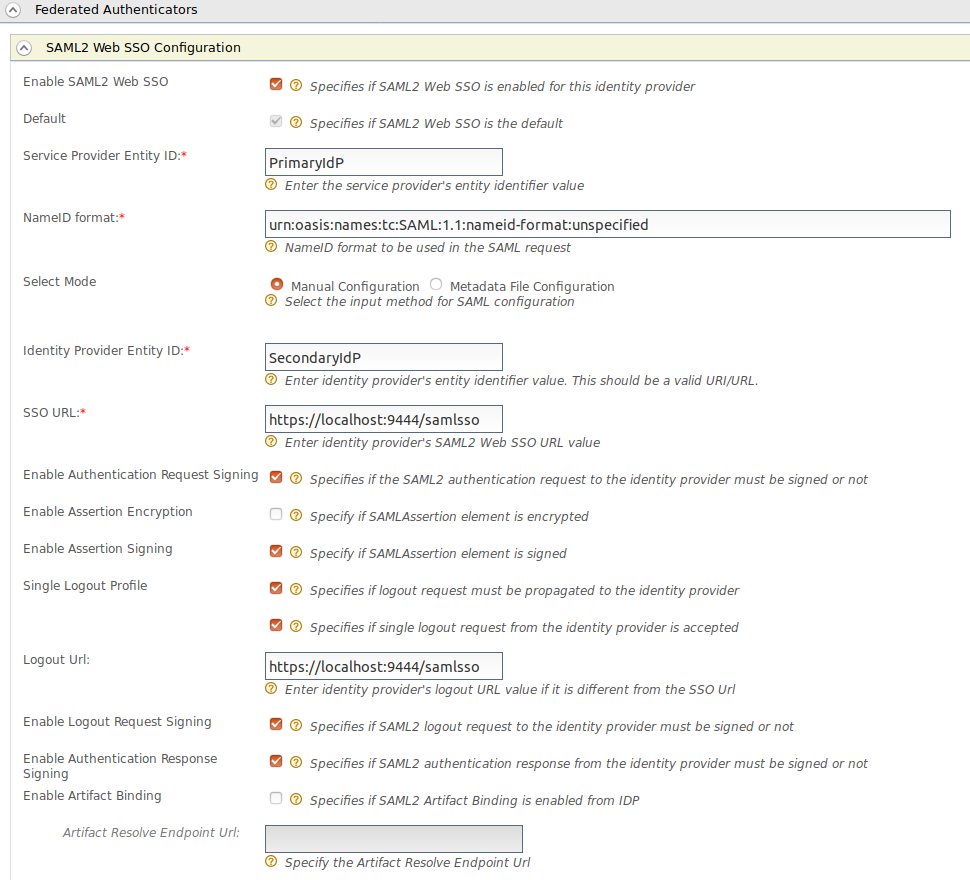 Federated Authenticators
SAML2 Web SSO Configuration
Enable SAML2 Web SSO
? Specifies if SAML2 Web SSO is enabled for this identity provider
Default
? Specifies if SAML2 Web SSO is the default
Service Provider Entity ID:*
PrimaryIdP
? Enter the service provider's entity identifier value
NameID format:*
urn:oasis:names:tc:SAML:1.1:nameid-format:unspecified
? NameID format to be used in the SAML request
Select Mode
Manual Configuration Metadata File Configuration
? Select the input method for SAML configuration
Identity Provider Entity ID:*
SecondaryIdP
? Enter identity provider's entity identifier value. This should be a valid URI/URL.
SSO URL:*
https://localhost:9444/samlsso
? Enter identity provider's SAML2 Web SSO URL value
Enable Authentication Request Signing
? Specifies if the SAML2 authentication request to the identity provider must be signed or not
Enable Assertion Encryption
? Specify if SAMLAssertion element is encrypted
Enable Assertion Signing
? Specify if SAMLAssertion element is signed
Single Logout Profile
? Specifies if logout request must be propagated to the identity provider
? Specifies if single logout request from the identity provider is accepted
Logout Url:
https://localhost:9444/samlsso
? Enter identity provider's logout URL value if it is different from the SSO Url
Enable Logout Request Signing
? Specifies if SAML2 logout request to the identity provider must be signed or not
Enable Authentication Response
Signing
? Specifies if SAML2 authentication response from the identity provider must be signed or not
Enable Artifact Binding
? Specifies if SAML2 Artifact Binding is enabled from IDP
Artifact Resolve Endpoint Url:
? Specify the Artifact Resolve Endpoint Url